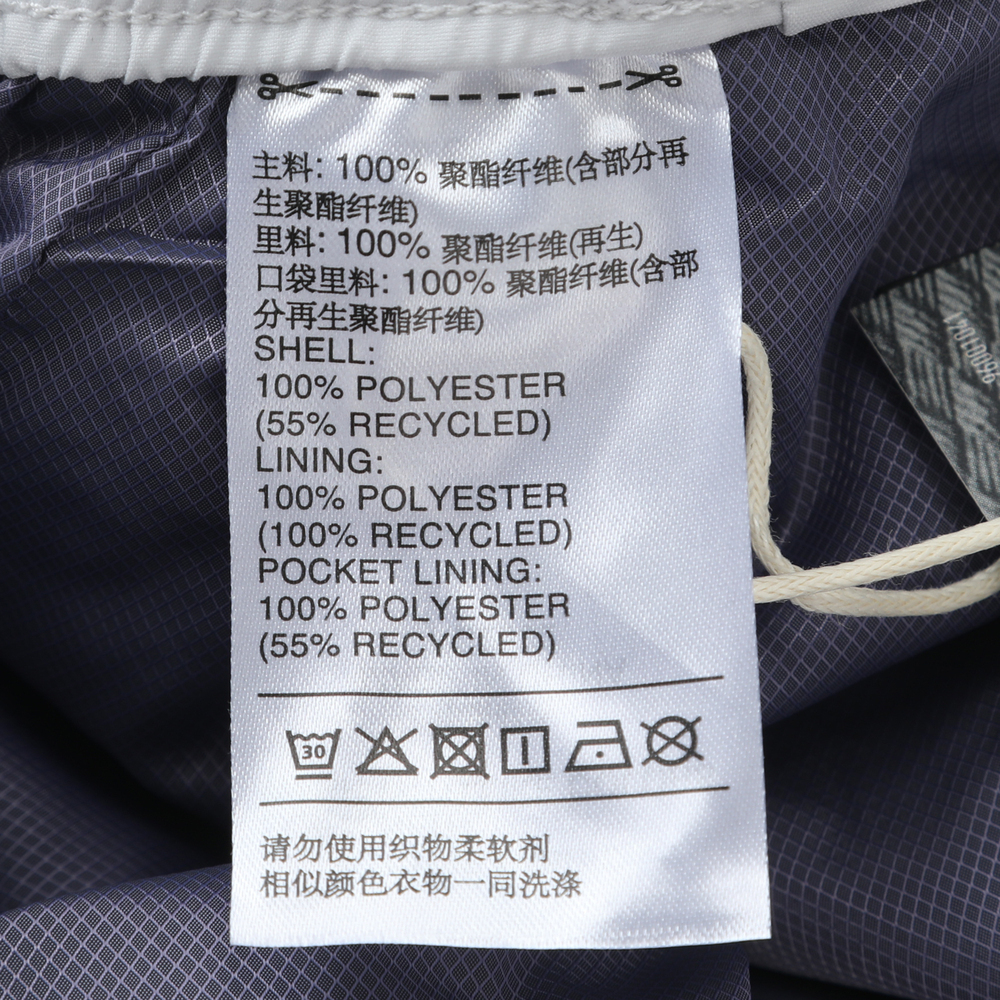 主料: 100% 聚酯纤维(含部分再
生聚酯纤维)
里料: 100% 聚酯纤维(再生)
口袋里料: 100% 聚酯纤维(含部
分再生聚酯纤维)
SHELL:
100% POLYESTER
(55% RECYCLED)
LINING:
100% POLYESTER
(100% RECYCLED)
POCKET LINING:
100% POLYESTER
(55% RECYCLED)
30
请勿使用织物柔软剂
相似颜色衣物一同洗涤